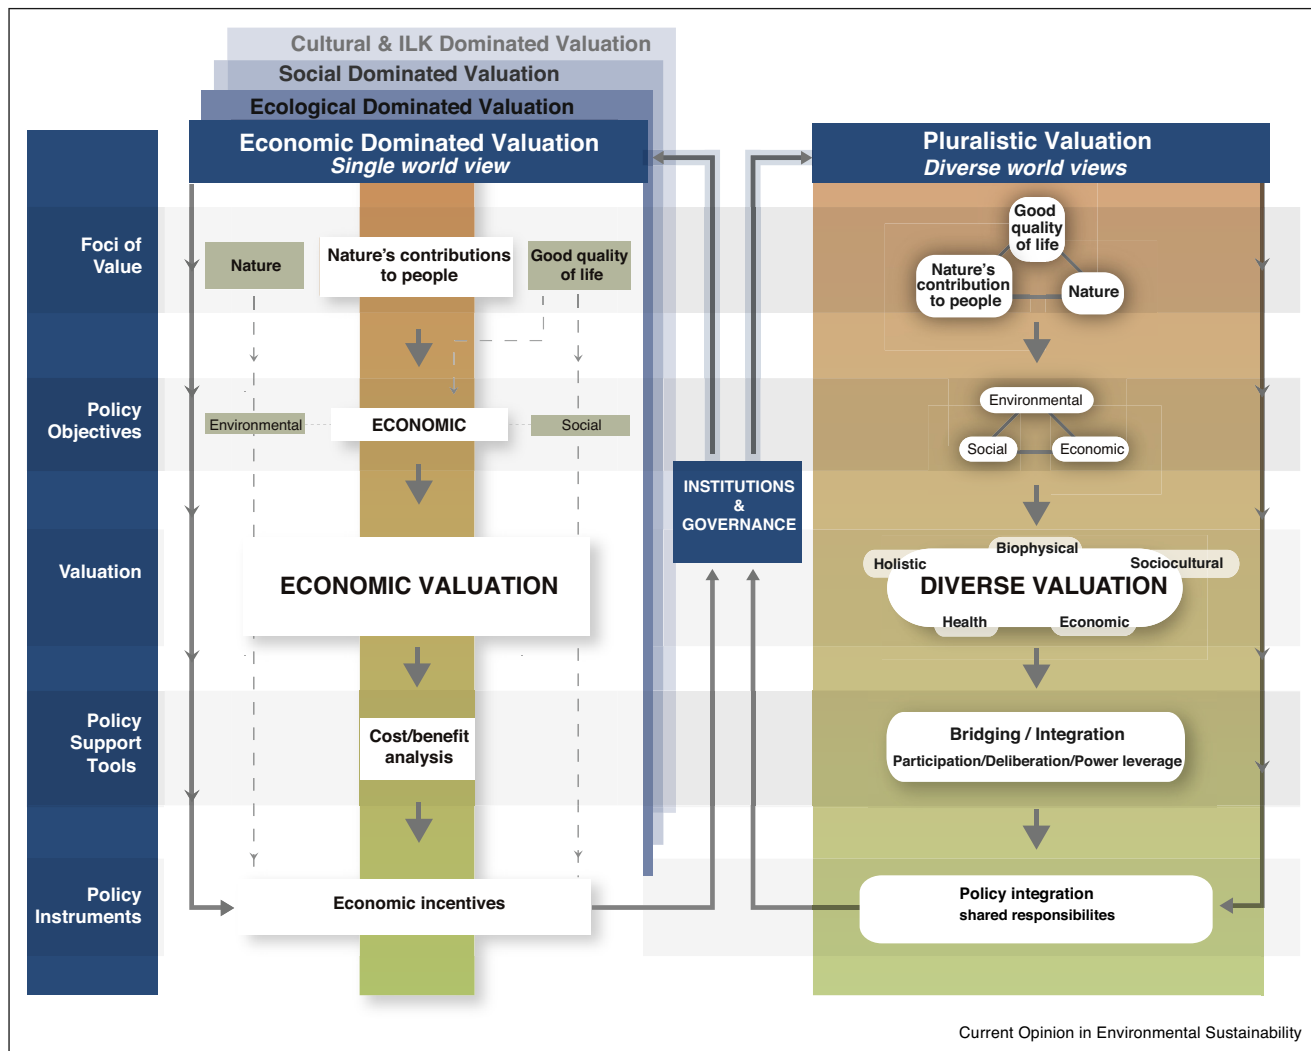 Cultural & ILK Dominated Valuation
Social Dominated Valuation
Ecological Dominated Valuation
Economic Dominated Valuation
Single world view
Pluralistic Valuation
Diverse world views
Foci of
Value
Nature
Nature's contributions
to people
Good quality
of life
Good
quality
of life
Nature's
contribution
to people
Nature
Policy
Objectives
Environmental
ECONOMIC
Social
Environmental
Social
Economic
INSTITUTIONS
&
GOVERNANCE
Valuation
ECONOMIC VALUATION
Biophysical
Holistic
Sociocultural
DIVERSE VALUATION
Health
Economic
Policy
Support
Tools
Cost/benefit
analysis
Bridging / Integration
Participation/Deliberation/Power leverage
Policy
Instruments
Economic incentives
Policy integration
shared responsibilites
Current Opinion in Environmental Sustainability